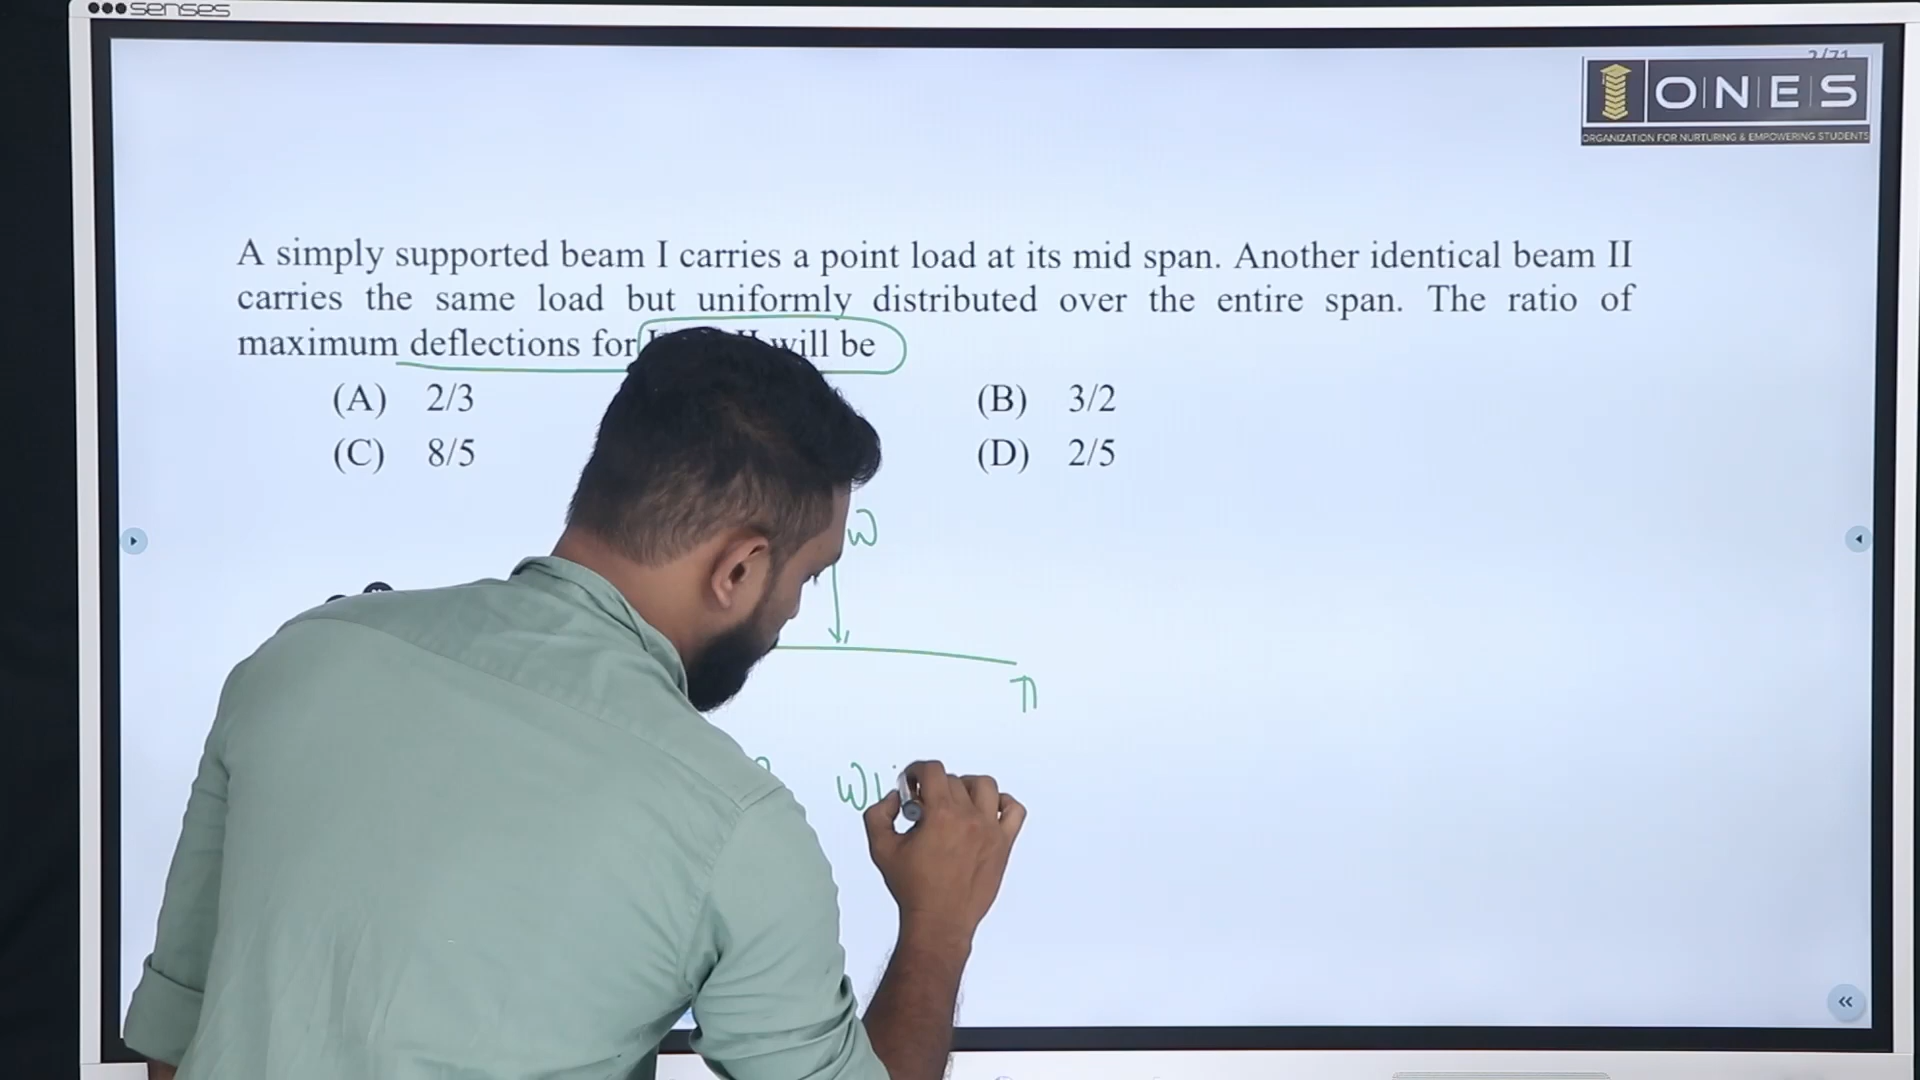 senses
2/71
O|N|E|S
ORGANIZATION FOR NURTURING & EMPOWERING STUDENTS
A simply supported beam I carries a point load at its mid span. Another identical beam II
carries the same load but uniformly distributed over the entire span. The ratio of
maximum deflections for will be
(A) 2/3 (B) 3/2
(C) 8/5 (D) 2/5
W